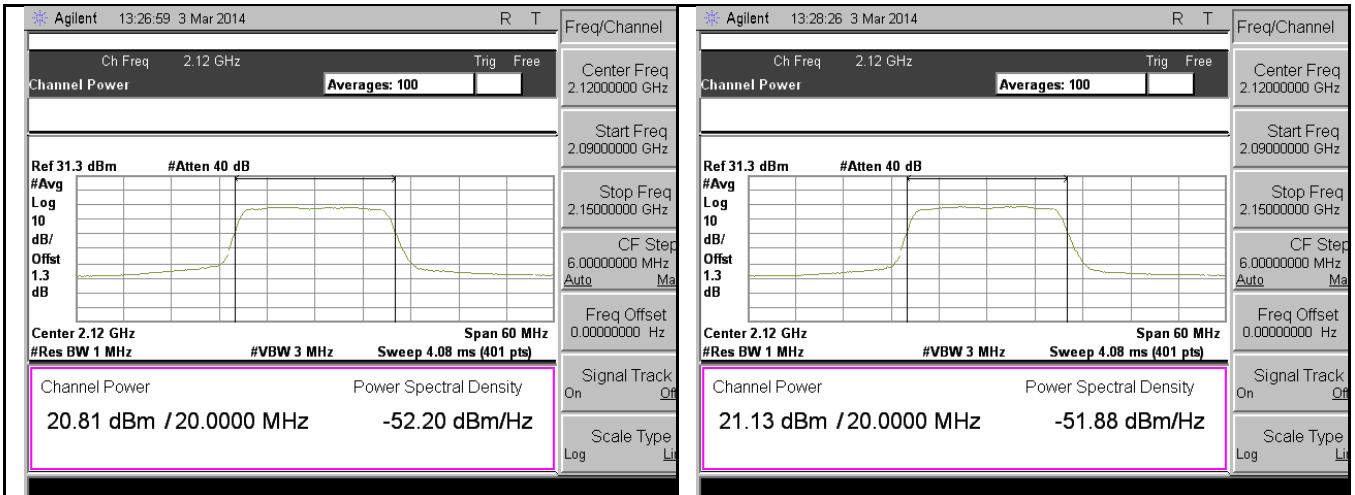 Agilent 13:26:59 3 Mar 2014 R T
Freq/Channel
Ch Freq 2.12 GHz Trig Free
Channel Power Averages: 100
Center Freq
2.12000000 GHz
Start Freq
2.09000000 GHz
Ref 31.3 dBm #Atten 40 dB
#Avg
Log
10
dB/
Offst
1.3
dB
Stop Freq
2.15000000 GHz
CF Step
6.00000000 MHz
Auto Ma
Freq Offset
0.00000000 Hz
Center 2.12 GHz Span 60 MHz
#Res BW 1 MHz #VBW 3 MHz Sweep 4.08 ms (401 pts)
Channel Power Power Spectral Density
20.81 dBm / 20.0000 MHz -52.20 dBm/Hz
Signal Track
On Off
Scale Type
Log Li
Agilent 13:28:26 3 Mar 2014 R T
Freq/Channel
Ch Freq 2.12 GHz Trig Free
Channel Power Averages: 100
Center Freq
2.12000000 GHz
Start Freq
2.09000000 GHz
Ref 31.3 dBm #Atten 40 dB
#Avg
Log
10
dB/
Offst
1.3
dB
Stop Freq
2.15000000 GHz
CF Step
6.00000000 MHz
Auto Ma
Freq Offset
0.00000000 Hz
Center 2.12 GHz Span 60 MHz
#Res BW 1 MHz #VBW 3 MHz Sweep 4.08 ms (401 pts)
Channel Power Power Spectral Density
21.13 dBm / 20.0000 MHz -51.88 dBm/Hz
Signal Track
On Off
Scale Type
Log Li